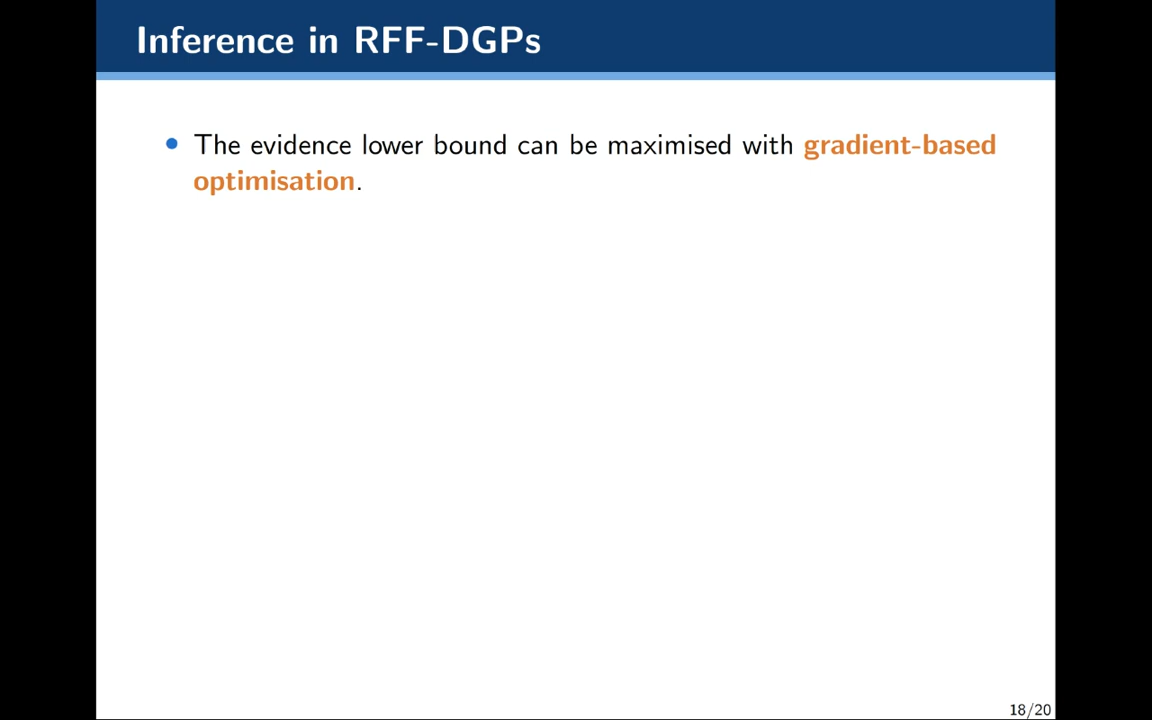 Inference in RFF-DGPs
• The evidence lower bound can be maximised with gradient-based
optimisation.
18/20